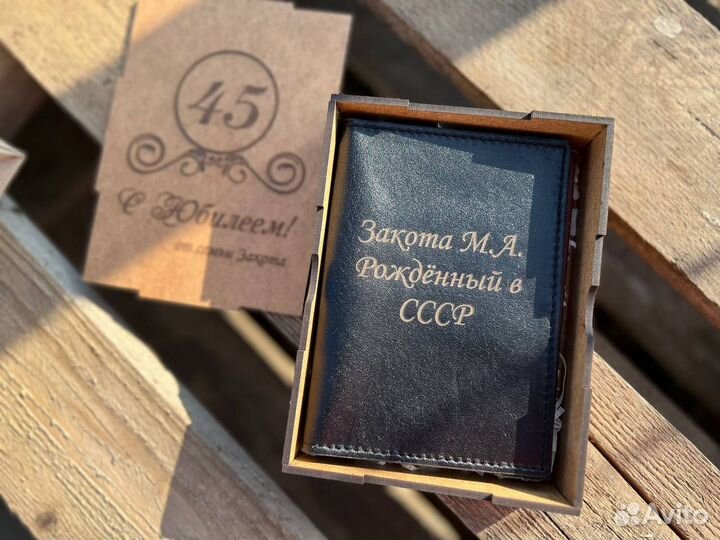 45
С Юбилеем!
от семьи Закота
Закота М.А.
Рождённый в
СССР
Avito